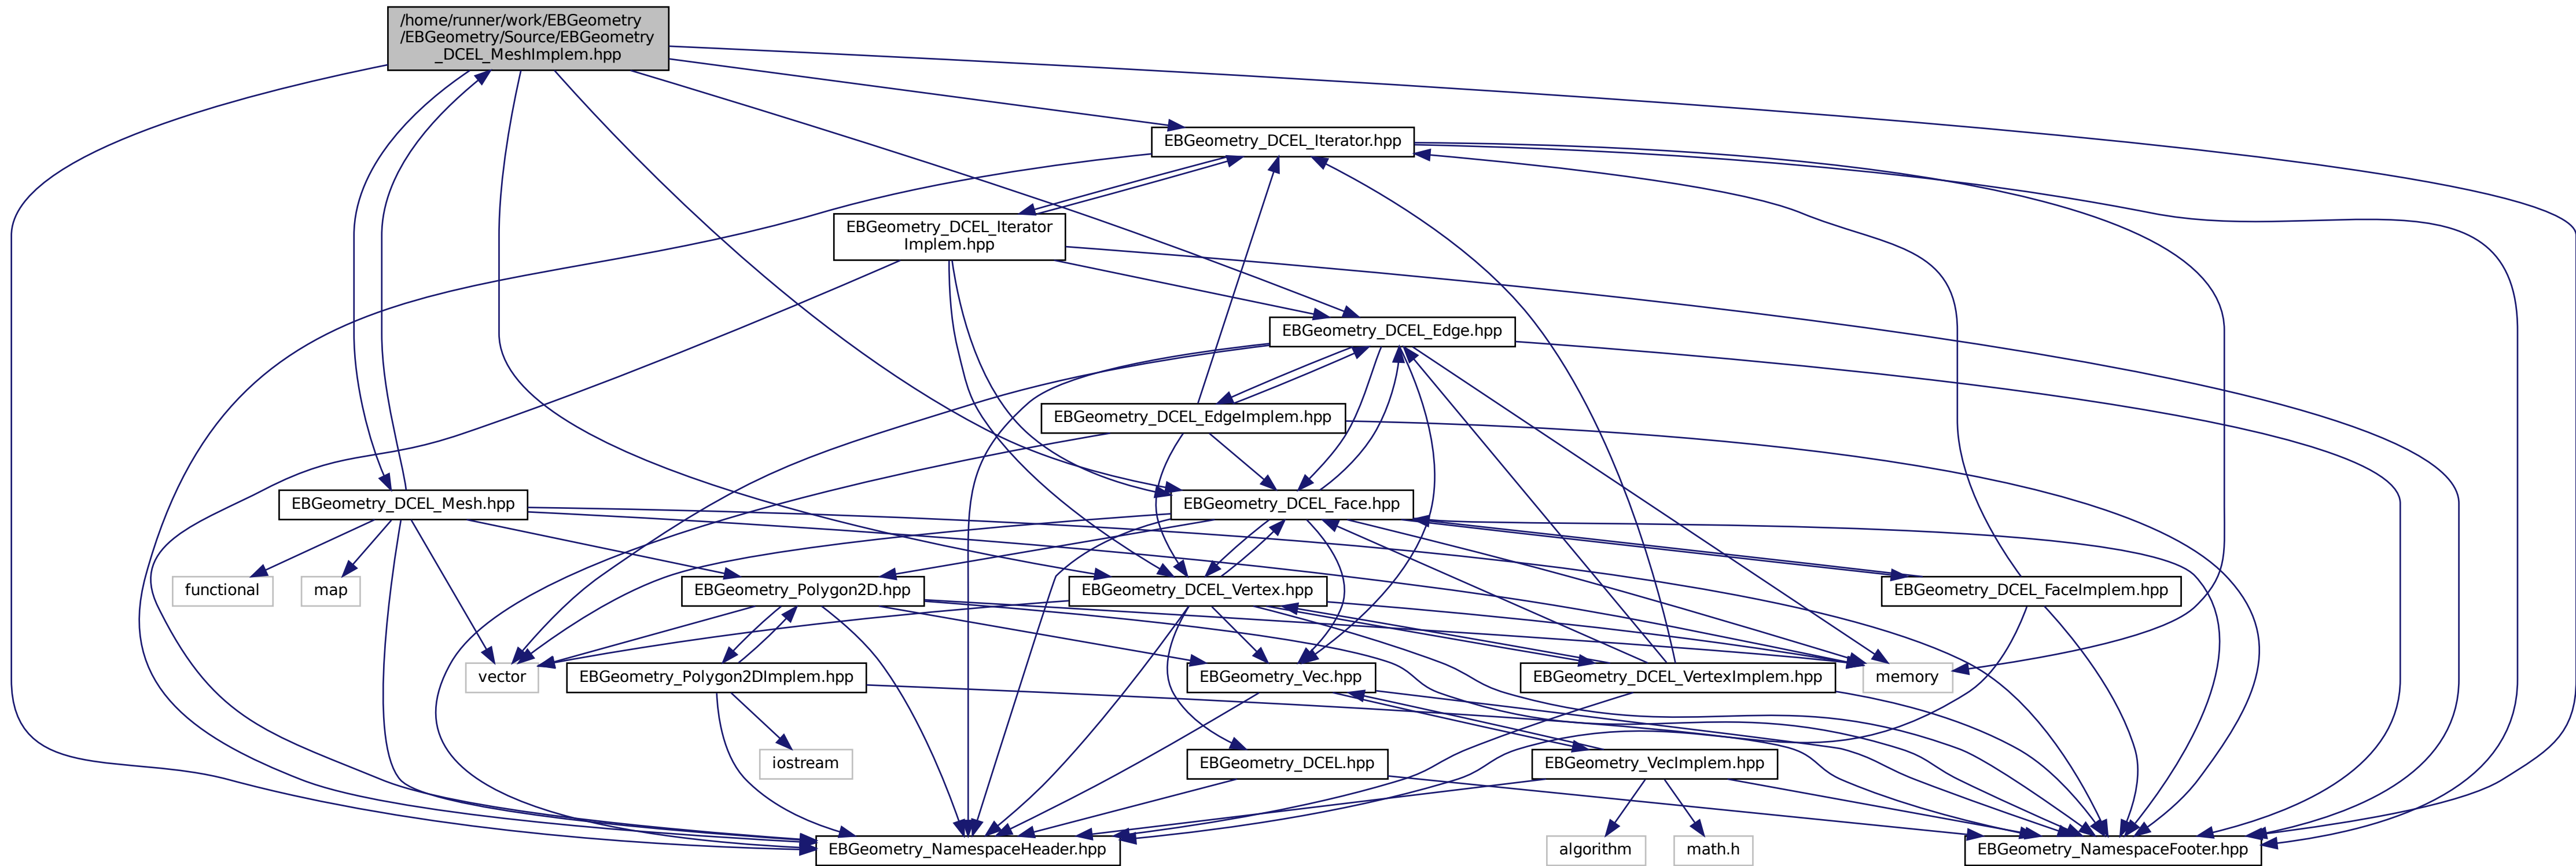 /home/runner/work/EBGeometry
/EBGeometry/Source/EBGeometry
_DCEL_MeshImplem.hpp
EBGeometry_DCEL_Iterator.hpp
EBGeometry_DCEL_Iterator
Implem.hpp
EBGeometry_DCEL_Edge.hpp
EBGeometry_DCEL_EdgeImplem.hpp
EBGeometry_DCEL_Mesh.hpp
EBGeometry_DCEL_Face.hpp
functional
map
EBGeometry_Polygon2D.hpp
EBGeometry_DCEL_Vertex.hpp
EBGeometry_DCEL_FaceImplem.hpp
vector
EBGeometry_Polygon2DImplem.hpp
EBGeometry_Vec.hpp
EBGeometry_DCEL_VertexImplem.hpp
memory
iostream
EBGeometry_DCEL.hpp
EBGeometry_VecImplem.hpp
EBGeometry_NamespaceHeader.hpp
algorithm
math.h
EBGeometry_NamespaceFooter.hpp